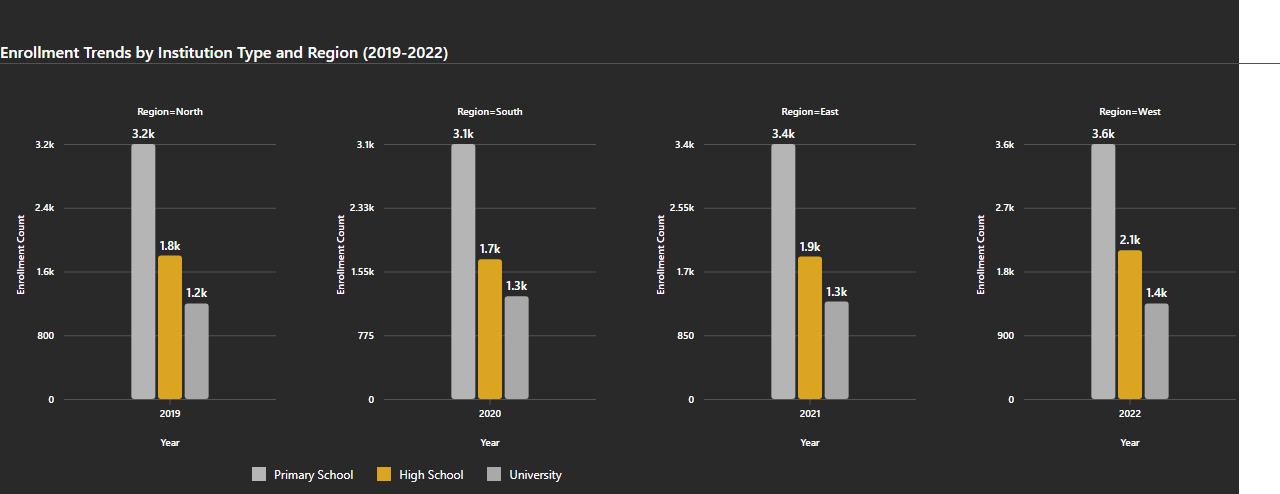 Enrollment Trends by Institution Type and Region (2019-2022)
Region=North
3.2k
2.4k
1.6k
800
0
Enrollment Count
3.2k
1.8k
1.2k
2019
Year
Region=South
3.1k
2.33k
1.55k
775
0
Enrollment Count
3.1k
1.7k
1.3k
2020
Year
Region=East
3.4k
2.55k
1.7k
850
0
Enrollment Count
3.4k
1.9k
1.3k
2021
Year
Region=West
3.6k
2.7k
1.8k
900
0
Enrollment Count
3.6k
2.1k
1.4k
2022
Year
Primary School
High School
University